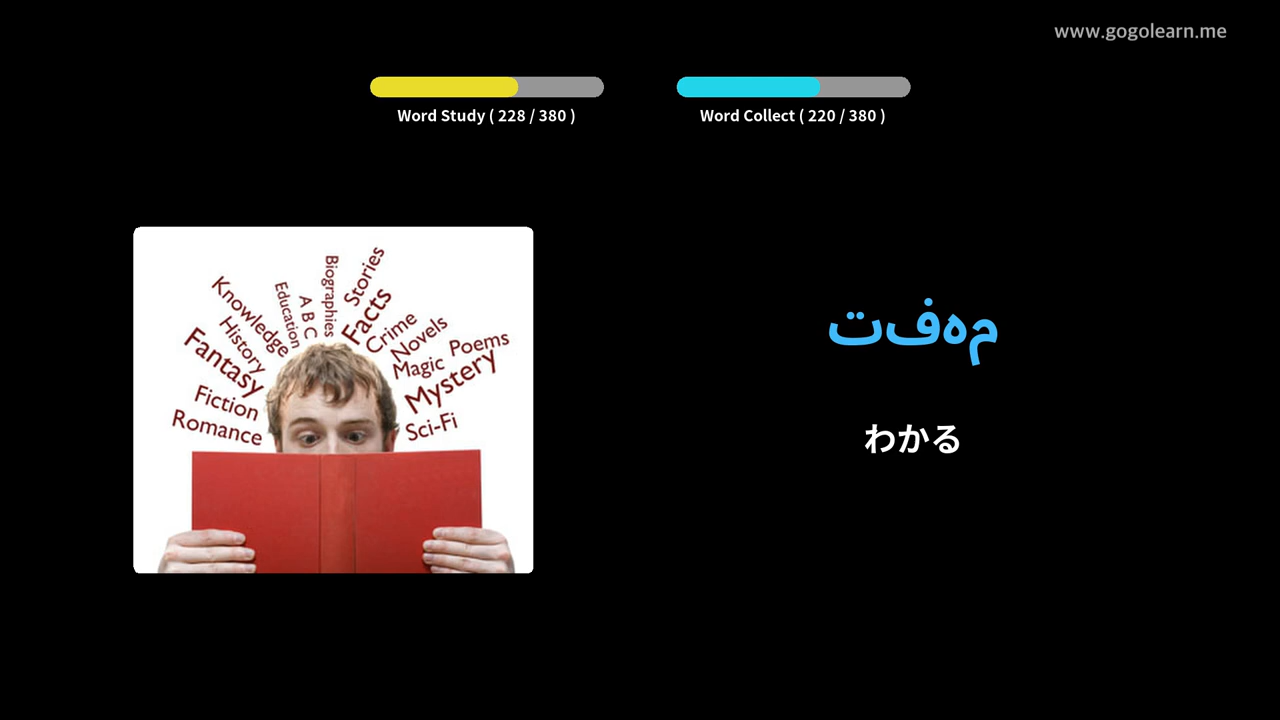 www.gogolearn.me
Word Study ( 228 / 380 )
Word Collect ( 220 / 380 )
Knowledge
History
Fantasy
Fiction
Romance
Education
A B C
Biographies
Stories
Facts
Crime
Novels
Magic
Poems
Mystery
Sci-Fi
مهفت
わかる